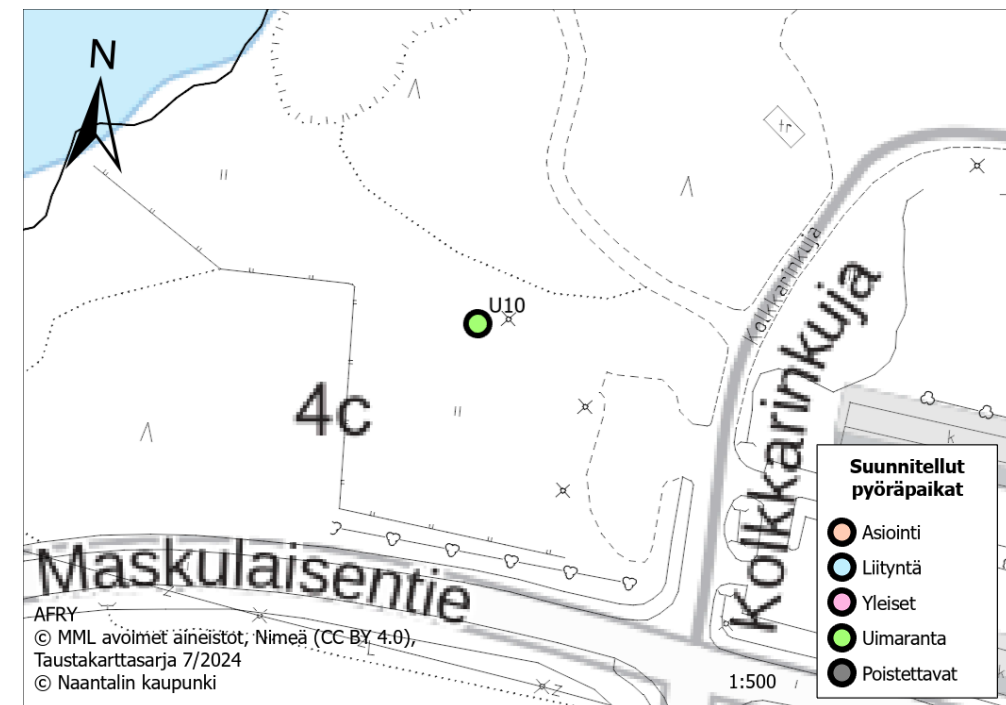 N
tr
Kolkkarinkuja
U10
Kolkkarinkuja
4c
k
Suunnitellut
pyöräpaikat
Asiointi
Liityntä
Yleiset
Uimaranta
Poistettavat
Maskulaisentie
AFRY
© MML avoimet aineistot, Nimeä (CC BY 4.0),
Taustakarttasarja 7/2024
© Naantalin kaupunki
1:500